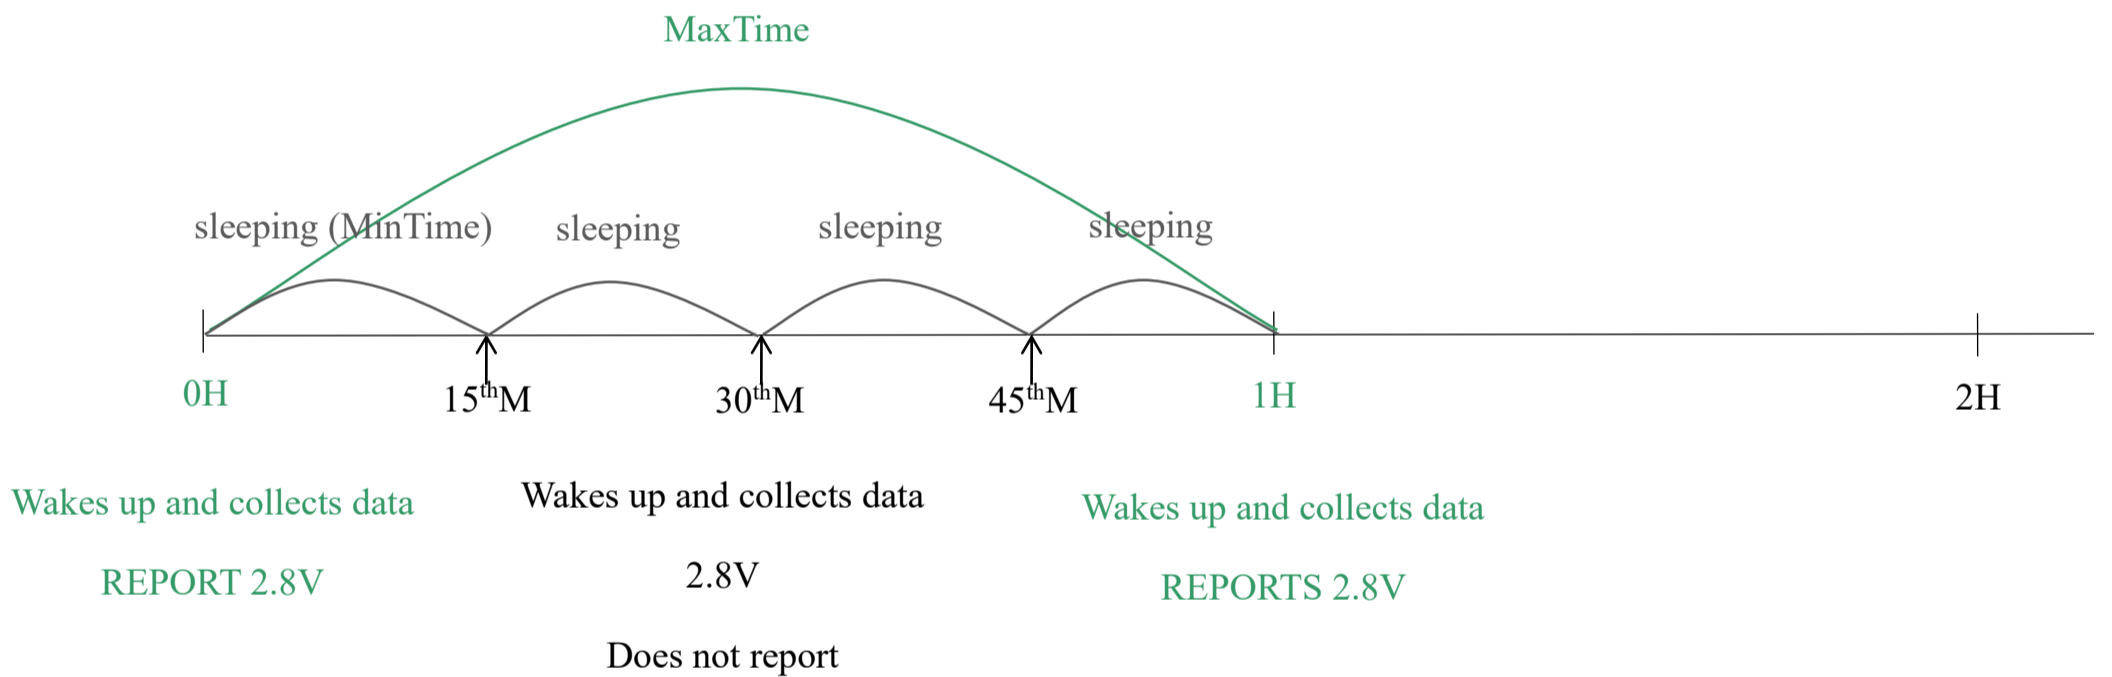 MaxTime
sleeping (MinTime)
sleeping
sleeping
sleeping
0H
15thM
30thM
45thM
1H
2H
Wakes up and collects data
REPORT 2.8V
Wakes up and collects data
2.8V
Does not report
Wakes up and collects data
REPORTS 2.8V